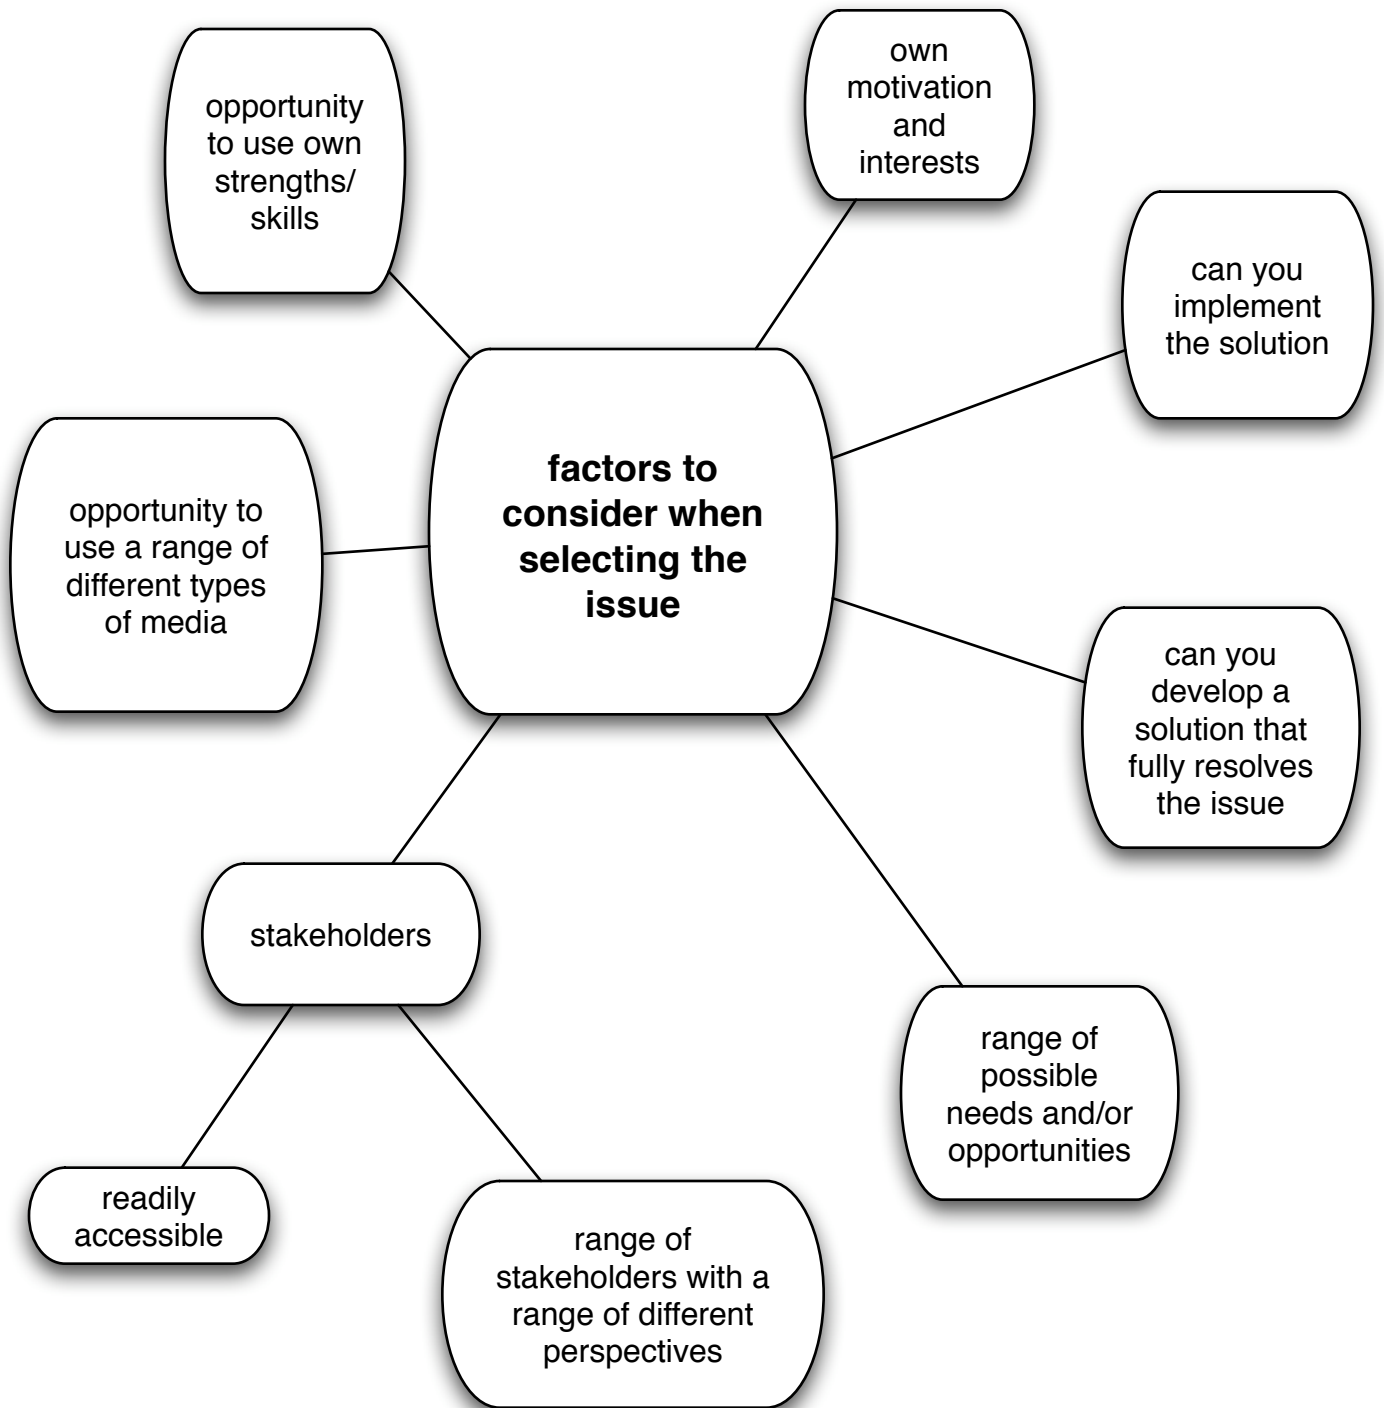 own
motivation
and
interests
opportunity
to use own
strengths/
skills
can you
implement
the solution
factors to
consider when
selecting the
issue
opportunity to
use a range of
different types
of media
can you
develop a
solution that
fully resolves
the issue
stakeholders
range of
possible
needs and/or
opportunities
readily
accessible
range of
stakeholders with a
range of different
perspectives